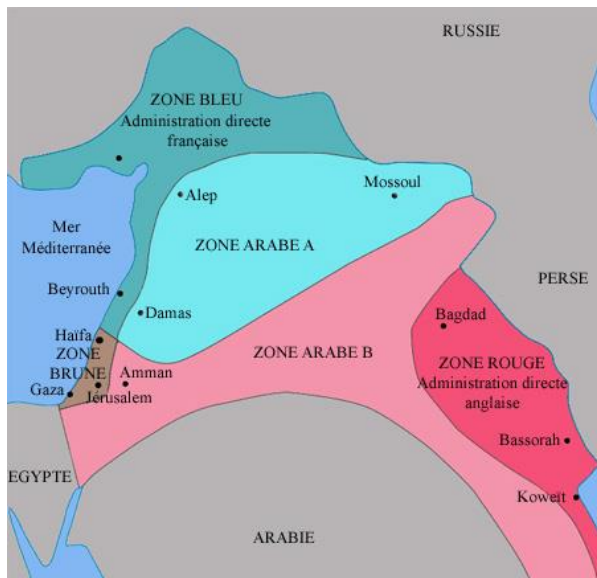 RUSSIE
ZONE BLEU
Administration directe
française
Alep
Mossoul
Mer
Méditerranée
ZONE ARABE A
PERSE
Beyrouth
Damas
Bagdad
Haïfa
ZONE
BRUNE
ZONE ARABE B
ZONE ROUGE
Administration directe
anglaise
Amman
Gaza
Jérusalem
Bassorah
EGYPTE
Koweït
ARABIE